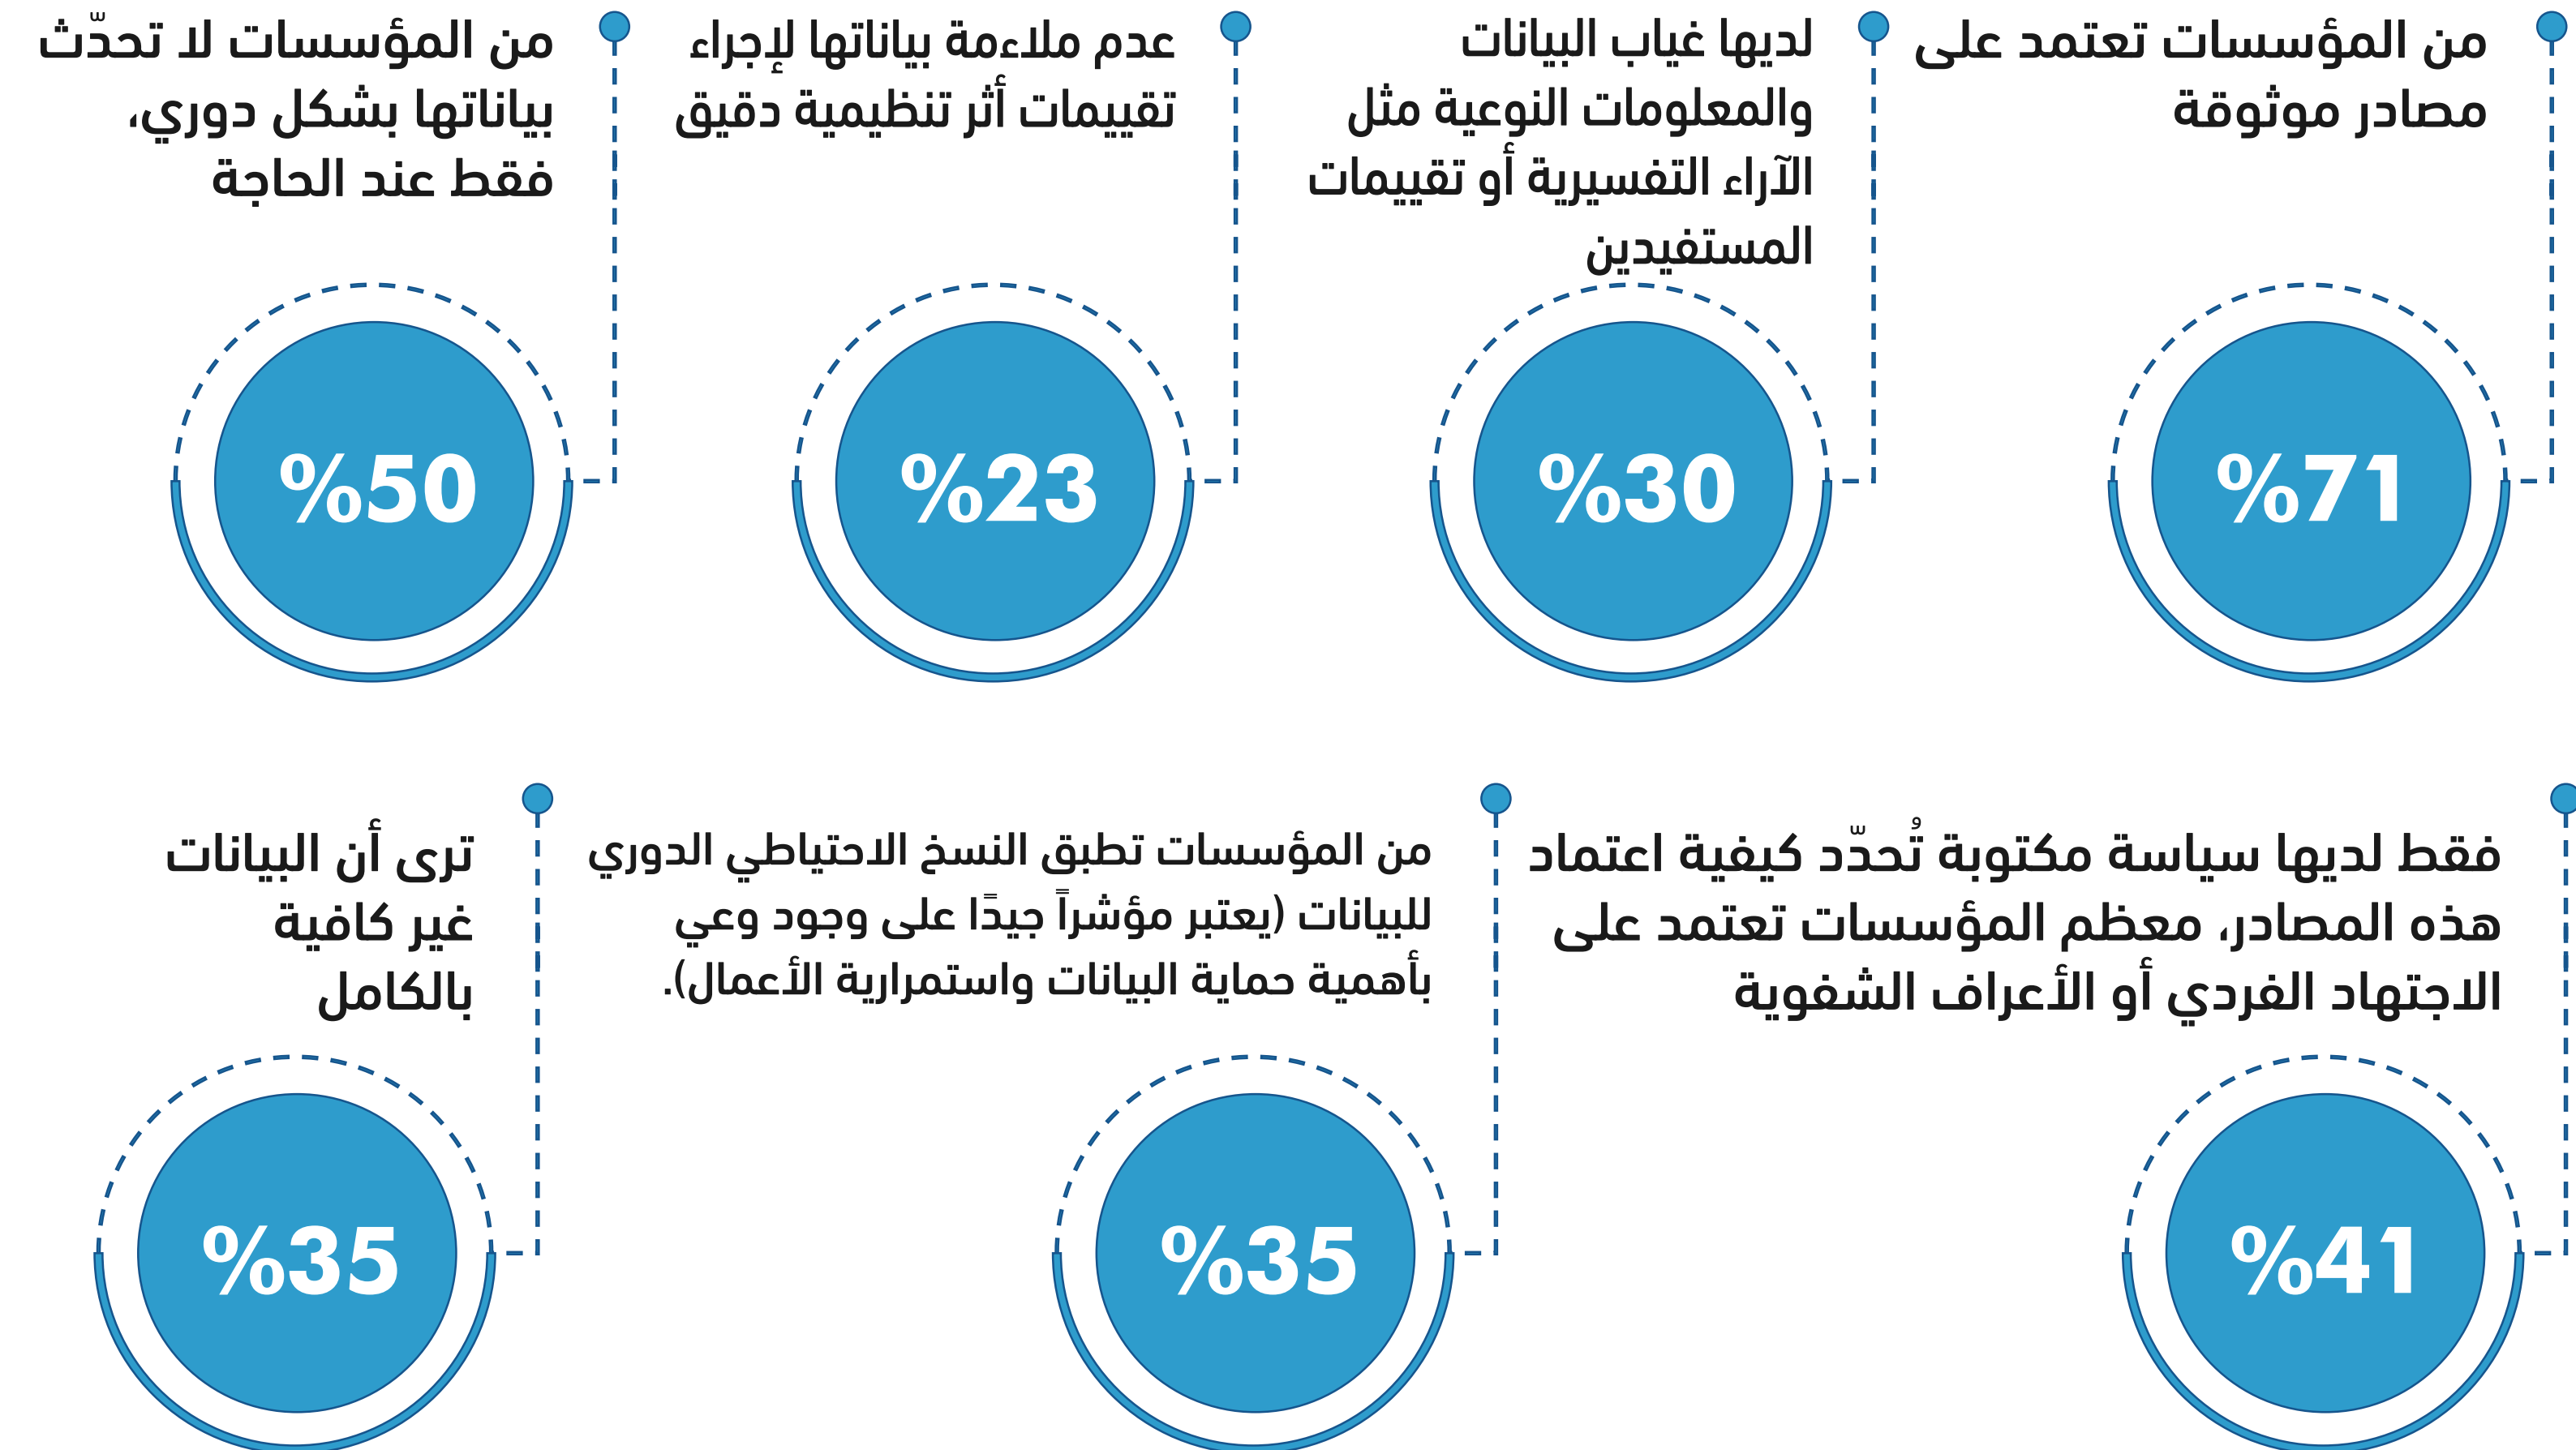 من المؤسسات تعتمد على
مصادر موثوقة
%71
لديها غياب البيانات
والمعلومات النوعية مثل
الآراء التفسيرية أو تقييمات
المستفيدين
%30
عدم ملاءمة بياناتها لإجراء
تقييمات أثر تنظيمية دقيق
%23
من المؤسسات لا تحدّث
بياناتها بشكل دوري،
فقط عند الحاجة
%50
فقط لديها سياسة مكتوبة تُحدّد كيفية اعتماد
هذه المصادر، معظم المؤسسات تعتمد على
الاجتهاد الفردي أو الأعراف الشفوية
%41
من المؤسسات تطبق النسخ الاحتياطي الدوري
للبيانات (يعتبر مؤشراً جيدًا على وجود وعي
بأهمية حماية البيانات واستمرارية الأعمال).
%35
ترى أن البيانات
غير كافية
بالكامل
%35